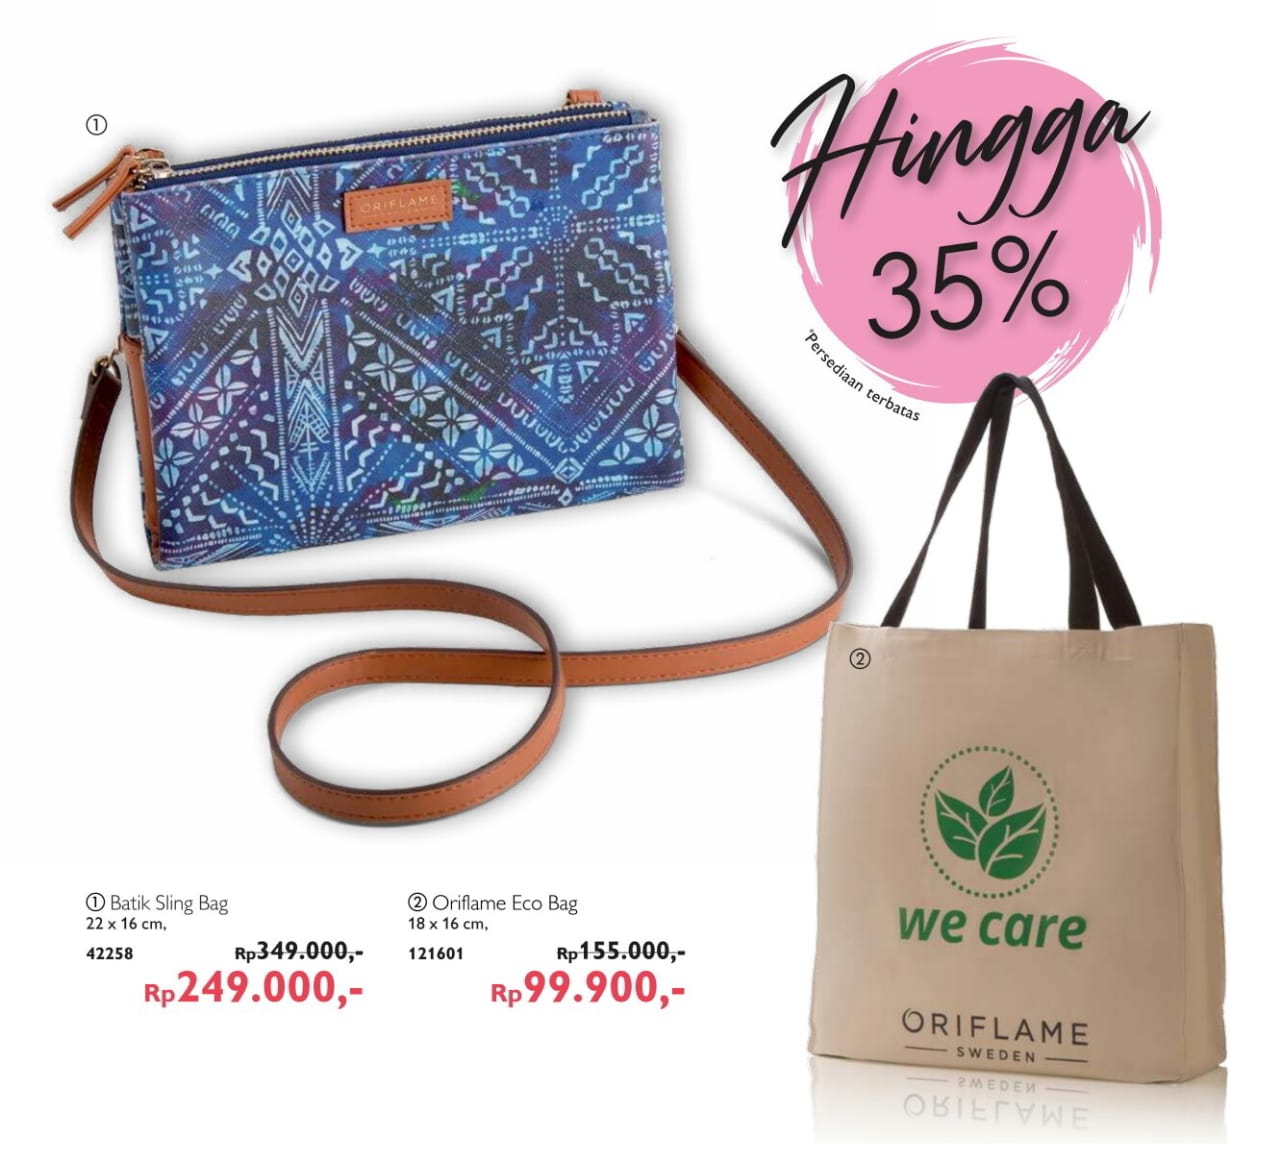 ①
Hingga
35%
*Persediaan terbatas
ORIFLAME
②
we care
ORIFLAME
SWEDEN
① Batik Sling Bag
22 x 16 cm,
42258 Rp349.000,-
Rp249.000,-
② Oriflame Eco Bag
18 x 16 cm,
121601 Rp155.000,-
Rp99.900,-